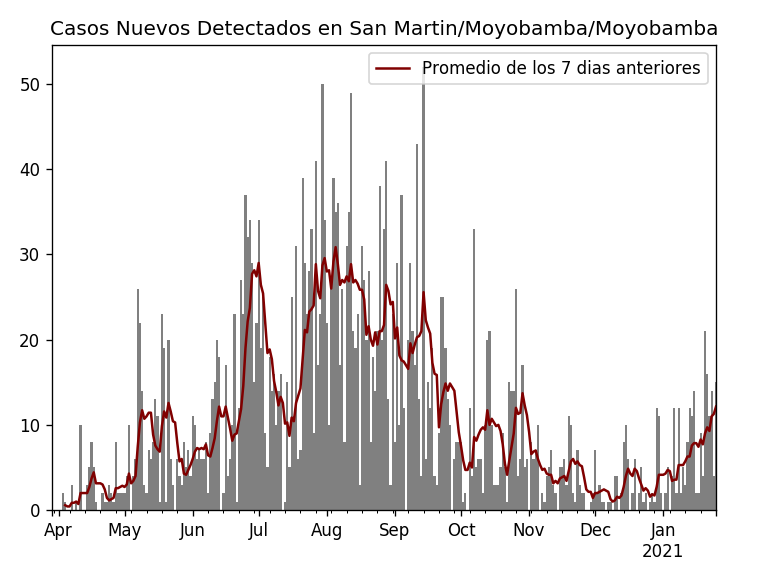 Casos Nuevos Detectados en San Martin/Moyobamba/Moyobamba
Promedio de los 7 dias anteriores
50
40
30
20
10
0
Apr May Jun Jul Aug Sep Oct Nov Dec Jan
2021